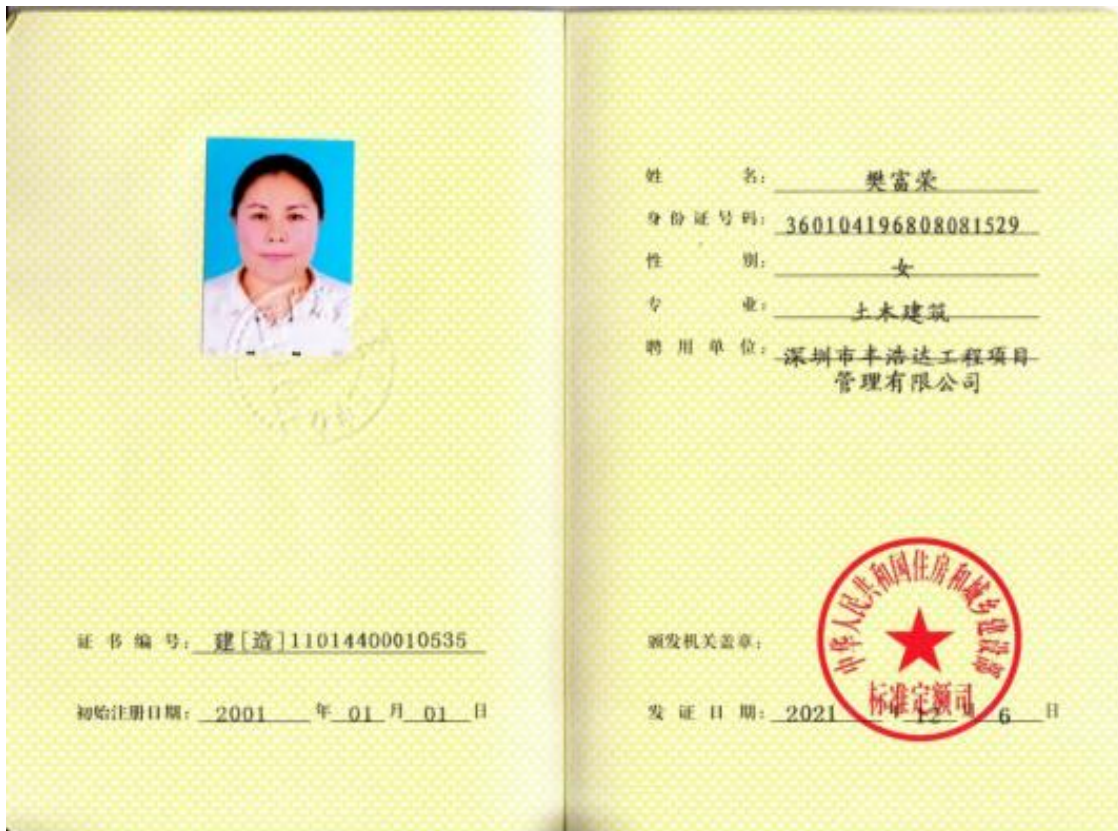 证书编号: 建[造]11014400010535
初始注册日期: 2001 年 01 月 01 日
姓名: 樊富荣
身份证号码: 360104196808081529
性别: 女
专业: 土木建筑
聘用单位: 深圳市丰浩达工程项目
管理有限公司
中华人民共和国住房和城乡建设部
标准定额司
颁发机关盖章:
发证日期: 2021 年 12 月 6 日